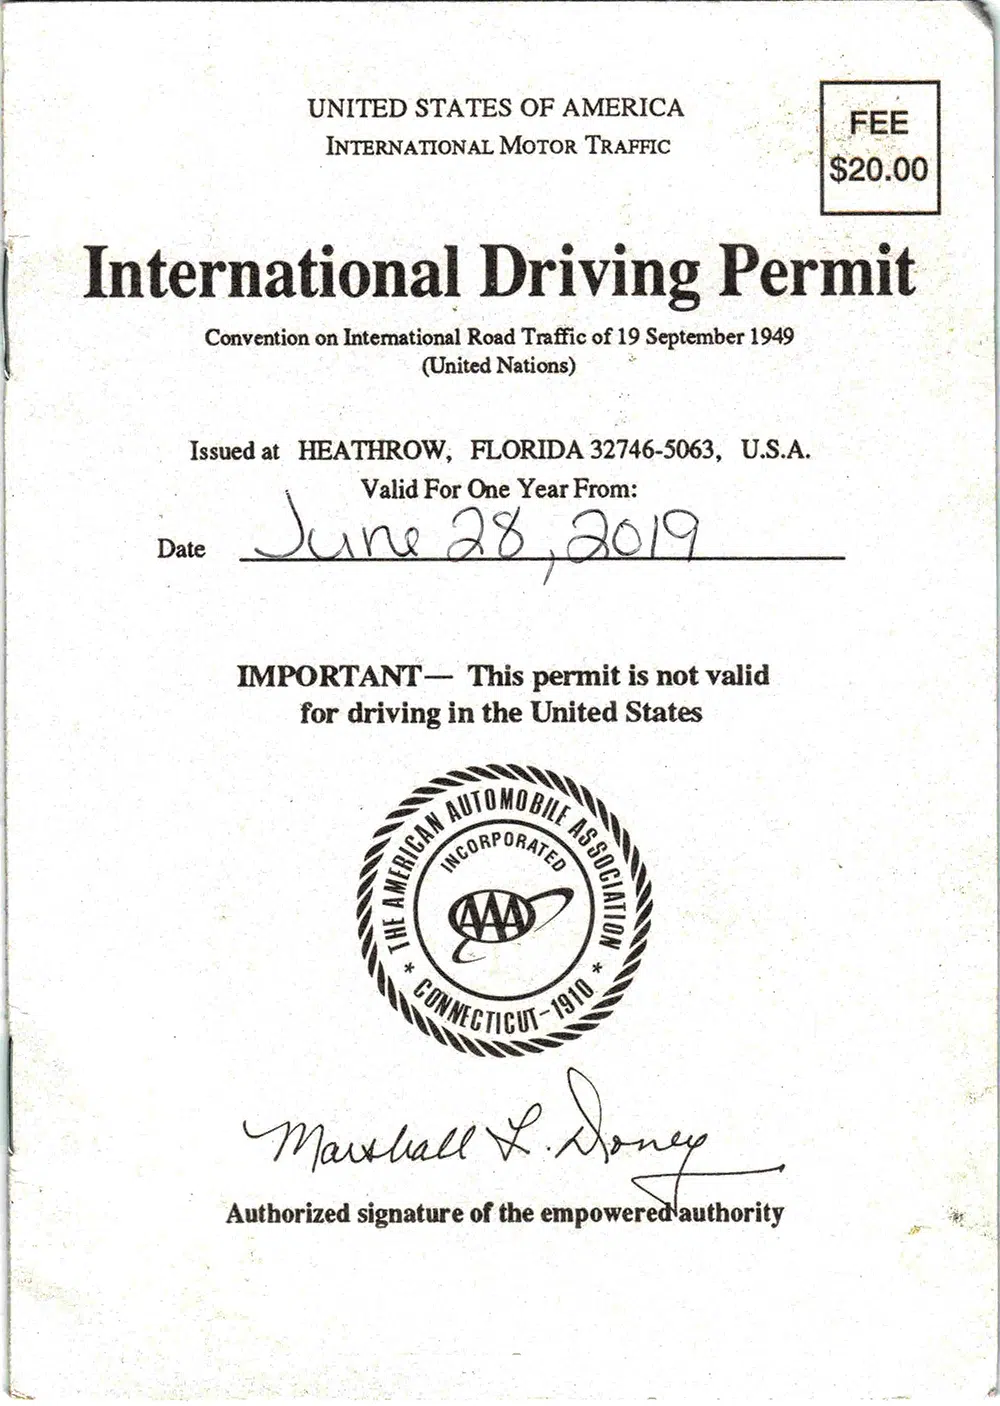 UNITED STATES OF AMERICA
INTERNATIONAL MOTOR TRAFFIC
FEE
$20.00
International Driving Permit
Convention on International Road Traffic of 19 September 1949
(United Nations)
Issued at HEATHROW, FLORIDA 32746-5063, U.S.A.
Valid For One Year From:
Date June 28, 2019
IMPORTANT— This permit is not valid
for driving in the United States
THE AMERICAN AUTOMOBILE ASSOCIATION
INCORPORATED
AAA
* CONNECTICUT-1910 *
Marshall L. Doney
Authorized signature of the empowered authority